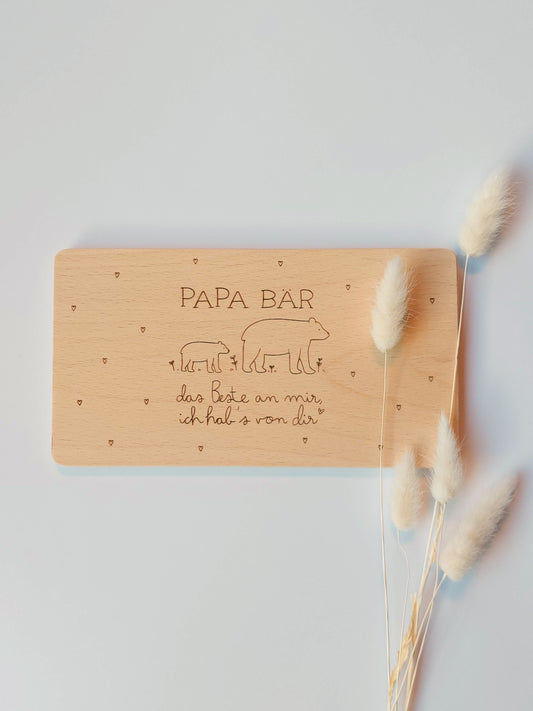 PAPA BÄR
das Beste an mir,
ich hab's von dir